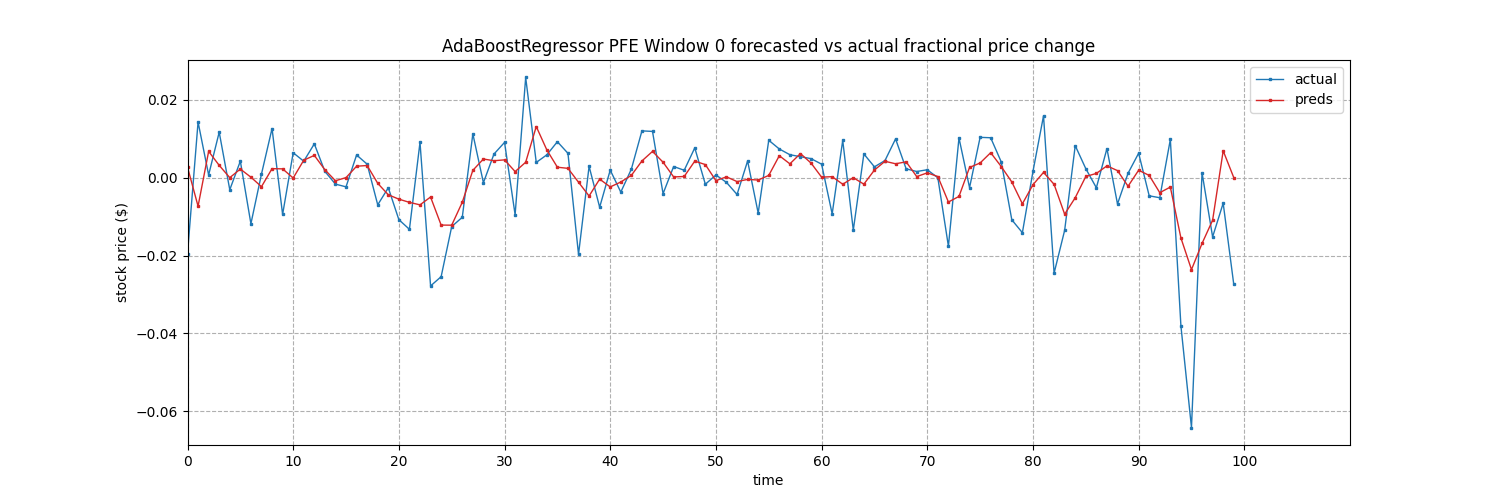 AdaBoostRegressor PFE Window 0 forecasted vs actual fractional price change
actual
preds
stock price ($)
0.02
0.00
−0.02
−0.04
−0.06
0 10 20 30 40 50 60 70 80 90 100
time